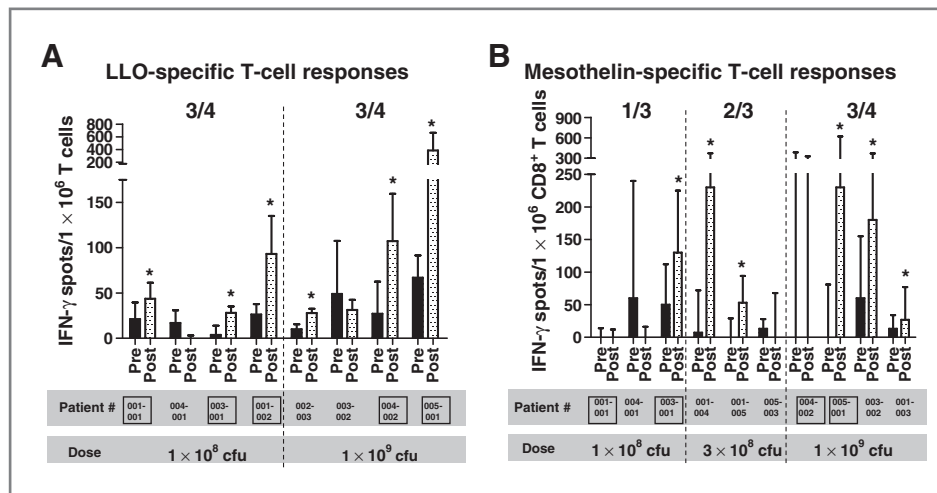 A
LLO-specific T-cell responses
3/4 3/4
IFN-γ spots/1 × 10⁶ T cells
800
600
400
200
150
100
50
0
* * * * * *
Pre Post Pre Post Pre Post Pre Post Pre Post Pre Post Pre Post Pre Post
Patient # 001-001 004-001 003-001 001-002 002-003 003-002 004-002 005-001
Dose 1 × 10⁸ cfu 1 × 10⁹ cfu
B
Mesothelin-specific T-cell responses
1/3 2/3 3/4
IFN-γ spots/1 × 10⁶ CD8⁺ T cells
900
600
300
250
200
150
100
50
0
* * * * * *
Pre Post Pre Post Pre Post Pre Post Pre Post Pre Post Pre Post Pre Post Pre Post Pre Post
Patient # 001-001 004-001 003-001 001-004 001-005 005-003 004-002 005-001 003-002 001-003
Dose 1 × 10⁸ cfu 3 × 10⁸ cfu 1 × 10⁹ cfu